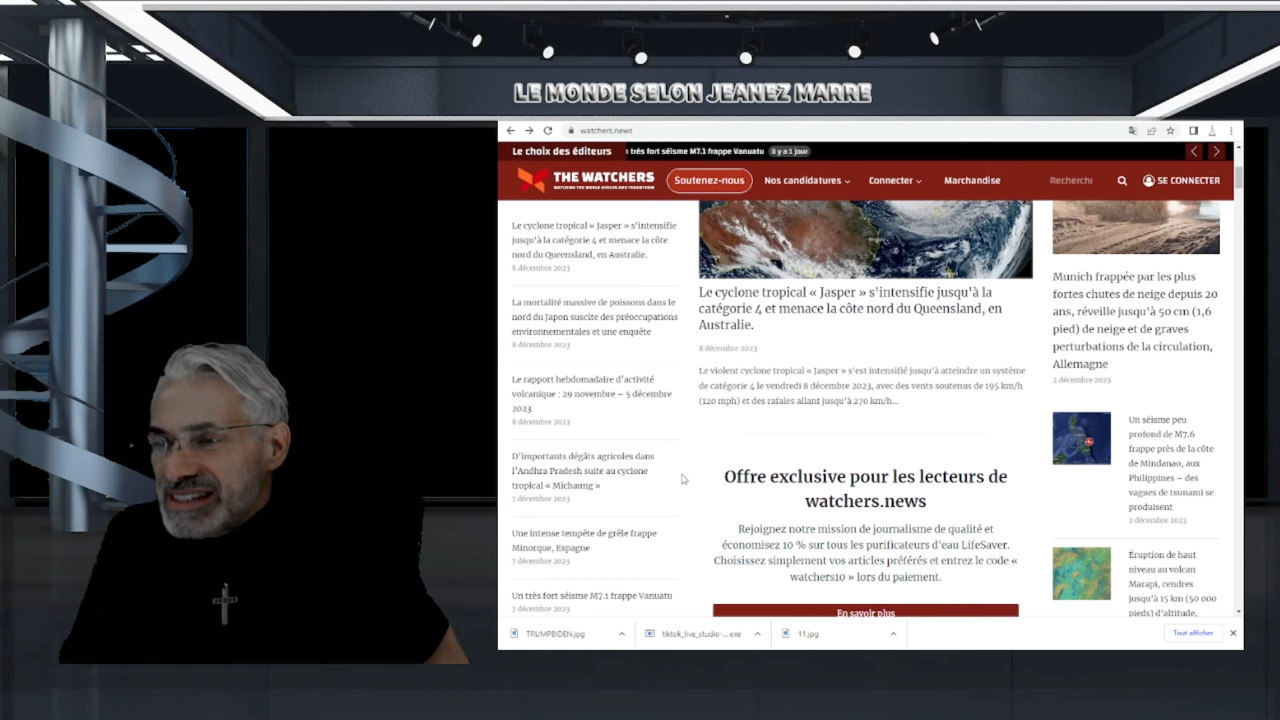 LE MONDE SELON JEANEZ MARRE
watchers.news
Le choix des éditeurs
très fort séisme M7.1 frappe Vanuatu
Il y a 1 jour
THE WATCHERS
WATCHING THE WORLD EVOLVE AND TRANSFORM
Soutenez-nous
Nos candidatures
Connecter
Marchandise
Recherche
SE CONNECTER
Le cyclone tropical « Jasper » s'intensifie
jusqu'à la catégorie 4 et menace la côte
nord du Queensland, en Australie.
8 décembre 2023
La mortalité massive de poissons dans le
nord du Japon suscite des préoccupations
environnementales et une enquête
8 décembre 2023
Le rapport hebdomadaire d'activité
volcanique : 29 novembre – 5 décembre
2023
8 décembre 2023
D'importants dégâts agricoles dans
l'Andhra Pradesh suite au cyclone
tropical « Michaung »
7 décembre 2023
Une intense tempête de grêle frappe
Minorque, Espagne
7 décembre 2023
Un très fort séisme M7.1 frappe Vanuatu
7 décembre 2023
Le cyclone tropical « Jasper » s'intensifie jusqu'à la
catégorie 4 et menace la côte nord du Queensland, en
Australie.
8 décembre 2023
Le violent cyclone tropical « Jasper » s'est intensifié jusqu'à atteindre un système
de catégorie 4 le vendredi 8 décembre 2023, avec des vents soutenus de 195 km/h
(120 mph) et des rafales allant jusqu'à 270 km/h...
Offre exclusive pour les lecteurs de
watchers.news
Rejoignez notre mission de journalisme de qualité et
économisez 10 % sur tous les purificateurs d'eau LifeSaver.
Choisissez simplement vos articles préférés et entrez le code «
watchers10 » lors du paiement.
En savoir plus
Munich frappée par les plus
fortes chutes de neige depuis 20
ans, réveille jusqu'à 50 cm (1,6
pied) de neige et de graves
perturbations de la circulation,
Allemagne
2 décembre 2023
Un séisme peu
profond de M7.6
frappe près de la côte
de Mindanao, aux
Philippines – des
vagues de tsunami se
produisent
2 décembre 2023
Éruption de haut
niveau au volcan
Marapi, cendres
jusqu'à 15 km (50 000
pieds) d'altitude,
TRUMPBIDEN.jpg
tiktok_live_studio-....exe
11.jpg
Tout afficher
JESUS